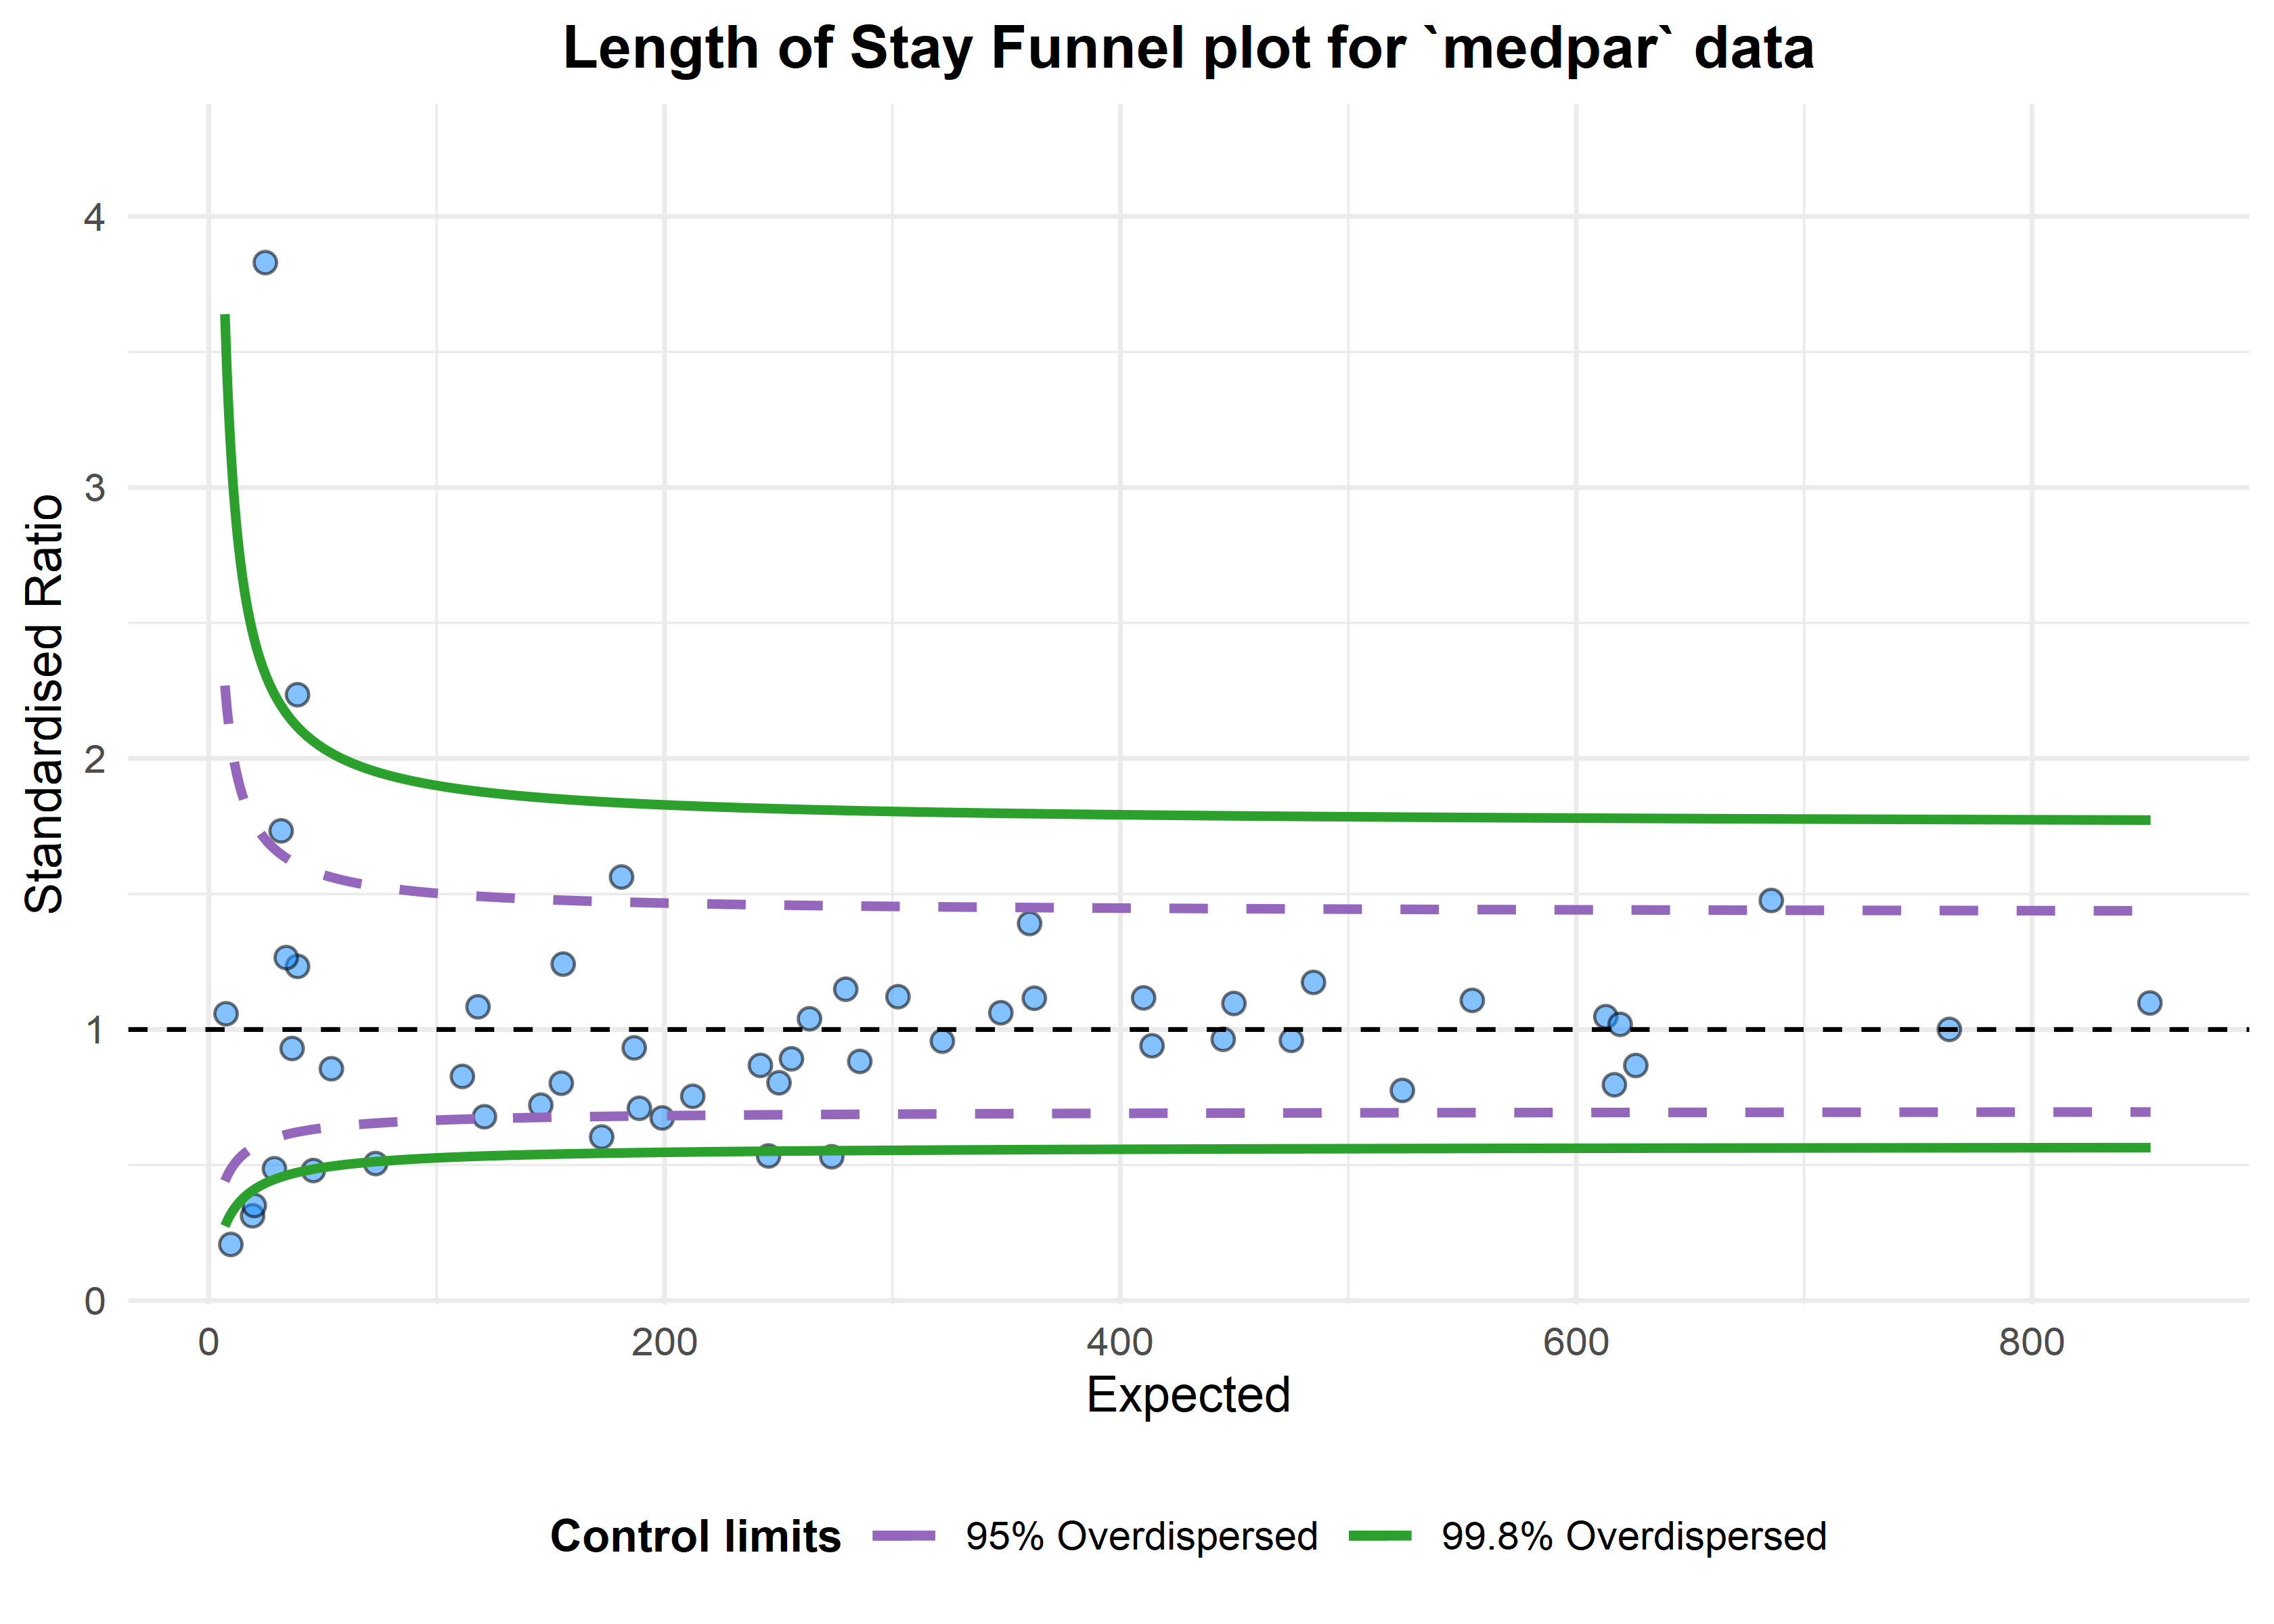 Length of Stay Funnel plot for `medpar` data
Standardised Ratio
4
3
2
1
0
0 200 400 600 800
Expected
Control limits 95% Overdispersed 99.8% Overdispersed